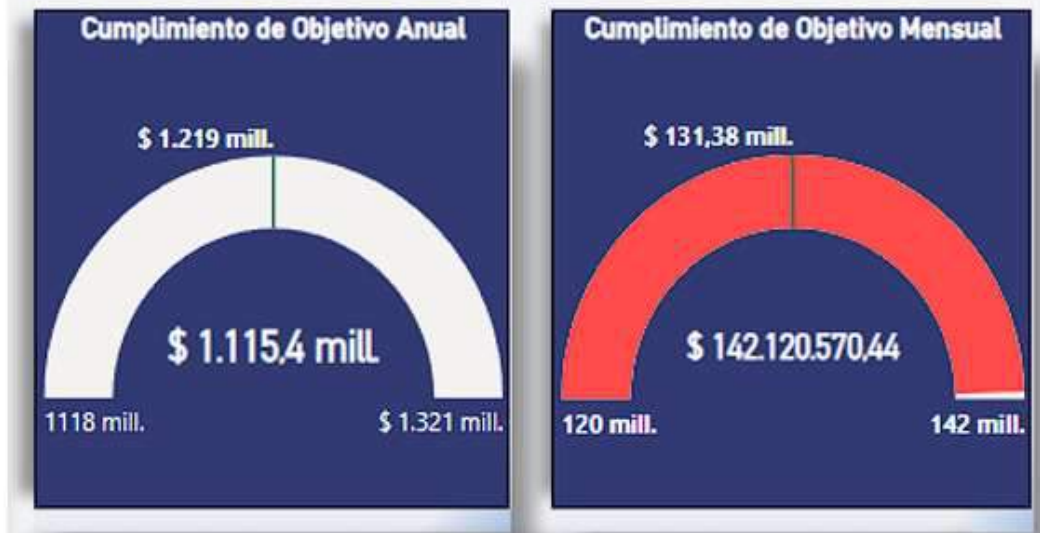 Cumplimiento de Objetivo Anual
$ 1.219 mill.
$ 1.115,4 mill.
1118 mill.
$ 1.321 mill.
Cumplimiento de Objetivo Mensual
$ 131,38 mill.
$ 142.120.570,44
120 mill.
142 mill.